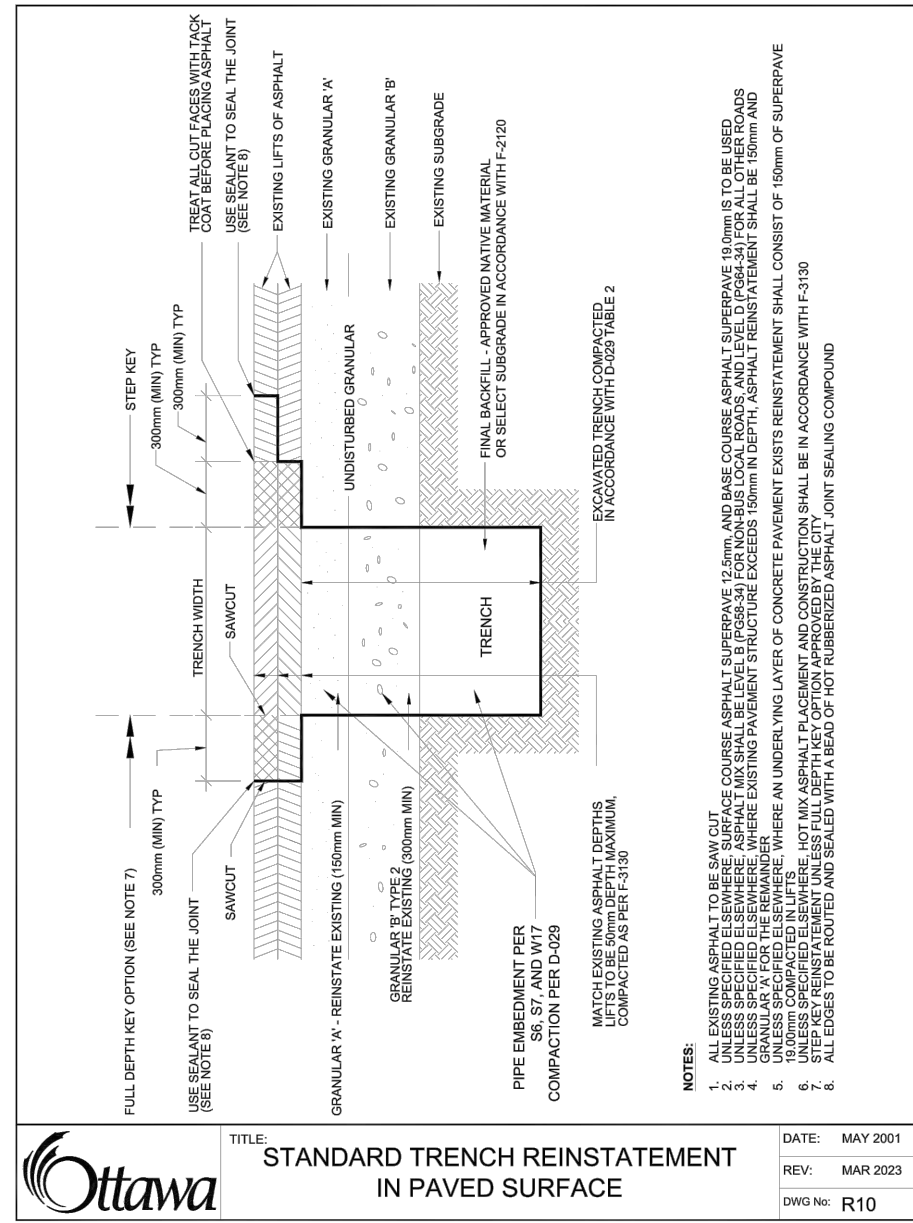 STEP KEY
300mm (MIN) TYP
300mm (MIN) TYP
TREAT ALL CUT FACES WITH TACK
COAT BEFORE PLACING ASPHALT
USE SEALANT TO SEAL THE JOINT
(SEE NOTE 8)
EXISTING LIFTS OF ASPHALT
EXISTING GRANULAR 'A'
EXISTING GRANULAR 'B'
EXISTING SUBGRADE
UNDISTURBED GRANULAR
FINAL BACKFILL - APPROVED NATIVE MATERIAL
OR SELECT SUBGRADE IN ACCORDANCE WITH F-2120
EXCAVATED TRENCH COMPACTED
IN ACCORDANCE WITH D-029 TABLE 2
TRENCH WIDTH
SAWCUT
TRENCH
FULL DEPTH KEY OPTION (SEE NOTE 7)
300mm (MIN) TYP
USE SEALANT TO SEAL THE JOINT
(SEE NOTE 8)
SAWCUT
GRANULAR 'A' - REINSTATE EXISTING (150mm MIN)
GRANULAR 'B' TYPE 2
REINSTATE EXISTING (300mm MIN)
PIPE EMBEDMENT PER
S6, S7, AND W17
COMPACTION PER D-029
MATCH EXISTING ASPHALT DEPTHS
LIFTS TO BE 50mm DEPTH MAXIMUM,
COMPACTED AS PER F-3130
NOTES:
1. ALL EXISTING ASPHALT TO BE SAW CUT
2. UNLESS SPECIFIED ELSEWHERE, SURFACE COURSE ASPHALT SUPERPAVE 12.5mm, AND BASE COURSE ASPHALT SUPERPAVE 19.0mm IS TO BE USED
3. UNLESS SPECIFIED ELSEWHERE, ASPHALT MIX SHALL BE LEVEL B (PG58-34) FOR NON-BUS LOCAL ROADS, AND LEVEL D (PG64-34) FOR ALL OTHER ROADS
4. UNLESS SPECIFIED ELSEWHERE, WHERE EXISTING PAVEMENT STRUCTURE EXCEEDS 150mm IN DEPTH, ASPHALT REINSTATEMENT SHALL BE 150mm AND
GRANULAR 'A' FOR THE REMAINDER
5. UNLESS SPECIFIED ELSEWHERE, WHERE AN UNDERLYING LAYER OF CONCRETE PAVEMENT EXISTS REINSTATEMENT SHALL CONSIST OF 150mm OF SUPERPAVE
19.00mm COMPACTED IN LIFTS
6. UNLESS SPECIFIED ELSEWHERE, HOT MIX ASPHALT PLACEMENT AND CONSTRUCTION SHALL BE IN ACCORDANCE WITH F-3130
7. STEP KEY REINSTATEMENT UNLESS FULL DEPTH KEY OPTION APPROVED BY THE CITY
8. ALL EDGES TO BE ROUTED AND SEALED WITH A BEAD OF HOT RUBBERIZED ASPHALT JOINT SEALING COMPOUND
Ottawa
TITLE:
STANDARD TRENCH REINSTATEMENT
IN PAVED SURFACE
DATE: MAY 2001
REV: MAR 2023
DWG No: R10